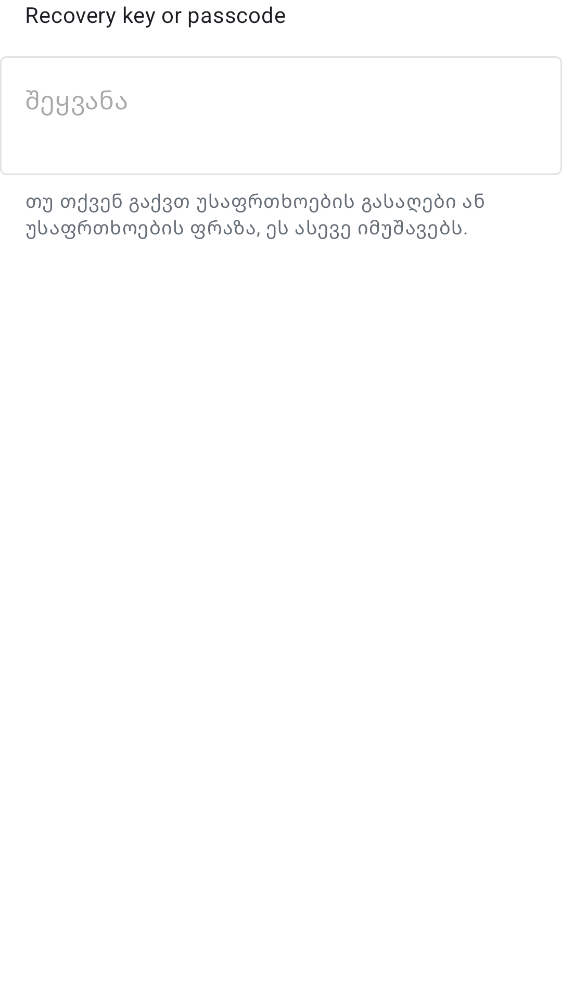 Recovery key or passcode
შეყვანა
თუ თქვენ გაქვთ უსაფრთხოების გასაღები ან
უსაფრთხოების ფრაზა, ეს ასევე იმუშავებს.